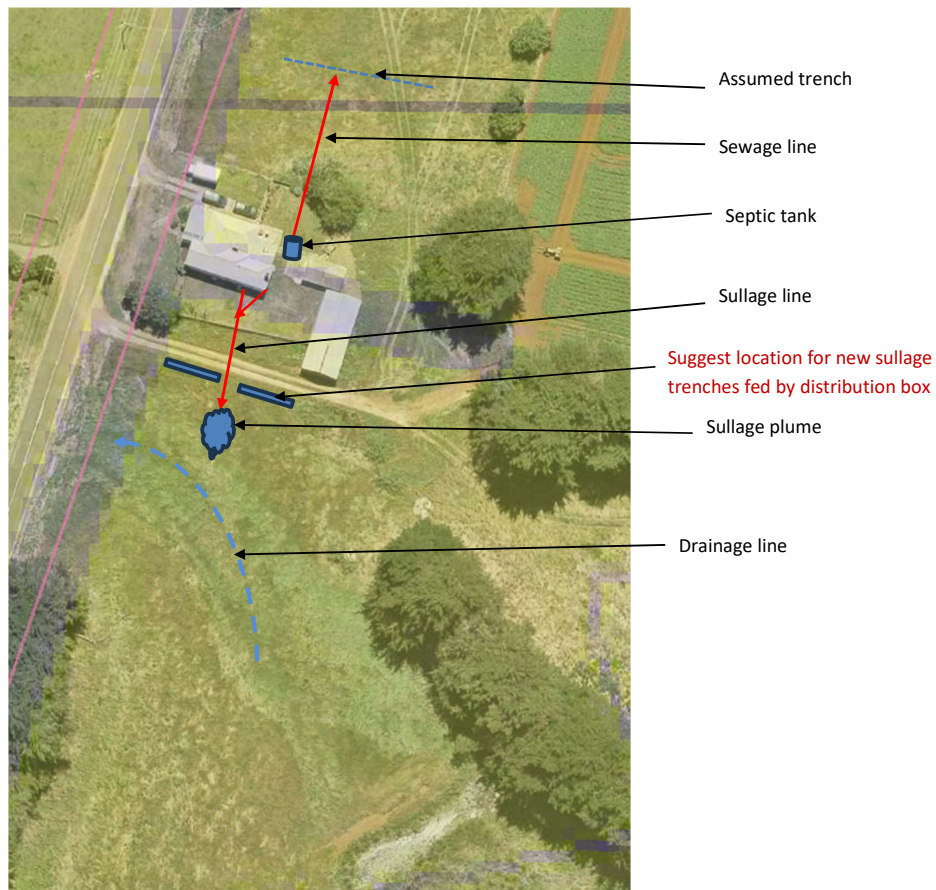 Assumed trench
Sewage line
Septic tank
Sullage line
Suggest location for new sullage
trenches fed by distribution box
Sullage plume
Drainage line